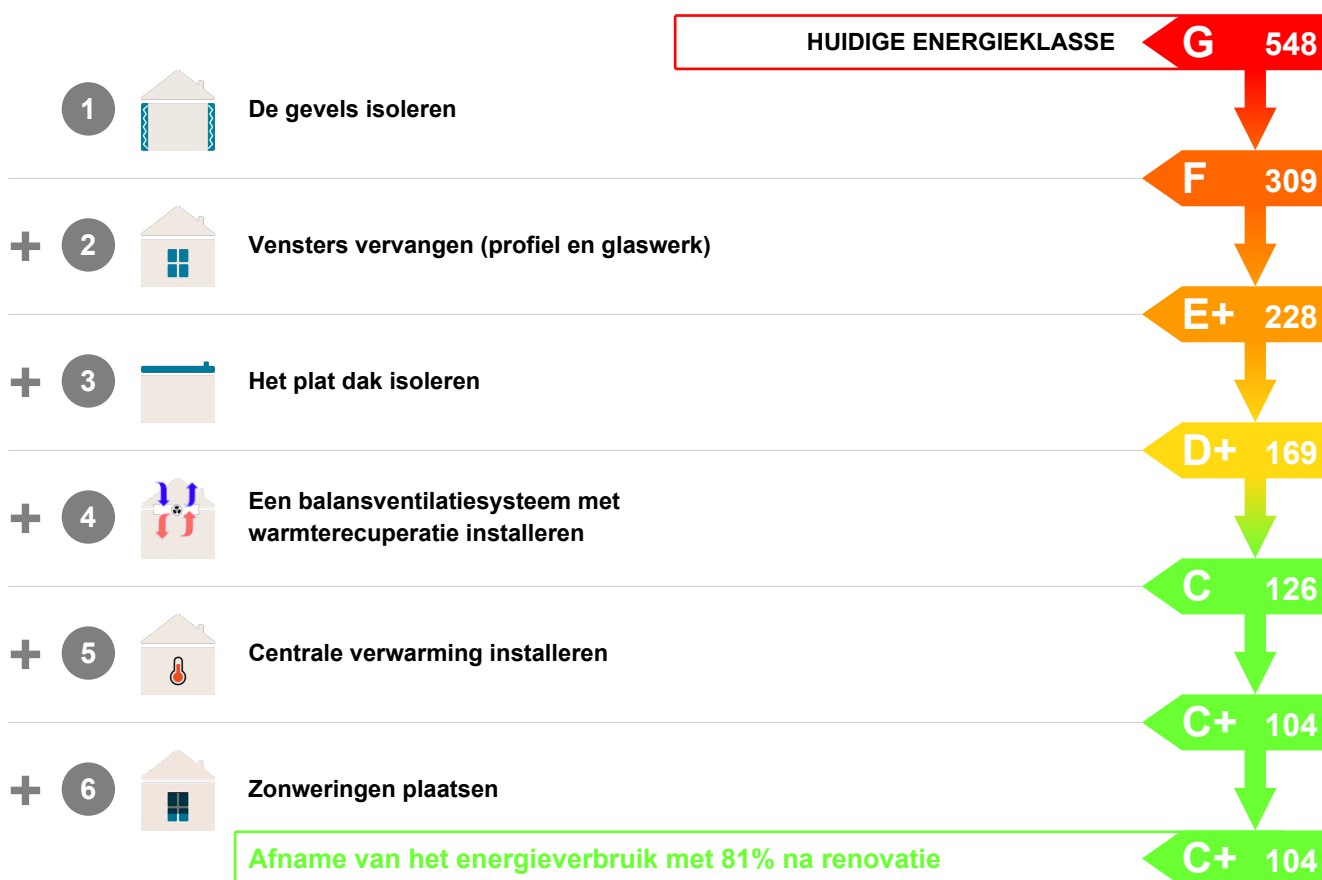 HUIDIGE ENERGIEKLASSE G 548
1 De gevels isoleren
F 309
+ 2 Vensters vervangen (profiel en glaswerk)
E+ 228
+ 3 Het plat dak isoleren
D+ 169
+ 4 Een balansventilatiesysteem met
warmterecuperatie installeren
C 126
+ 5 Centrale verwarming installeren
C+ 104
+ 6 Zonweringen plaatsen
Afname van het energieverbruik met 81% na renovatie C+ 104